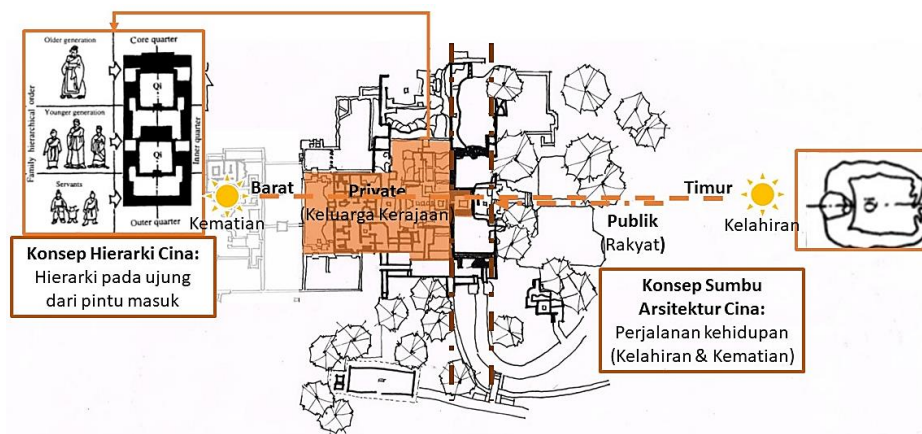 Older generation
Core quarter
Qi
Younger generation
Family hierarchical order
Inner quarter
Qi
Servants
Outer quarter
Barat
Kematian
Private
Keluarga Kerajaan
Timur
Publik
(Rakyat)
Kelahiran
Konsep Hierarki Cina:
Hierarki pada ujung
dari pintu masuk
Konsep Sumbu
Arsitektur Cina:
Perjalanan kehidupan
(Kelahiran & Kematian)